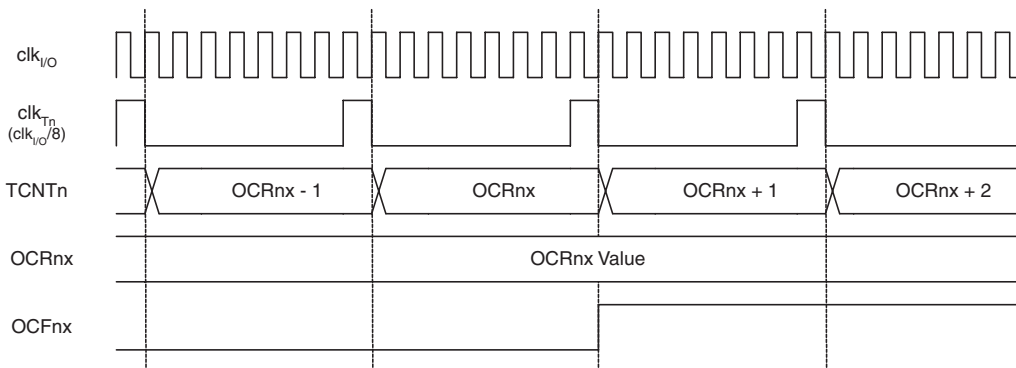 clkI/O
clkTn
(clkI/O/8)
TCNTn OCRnx - 1 OCRnx OCRnx + 1 OCRnx + 2
OCRnx OCRnx Value
OCFnx